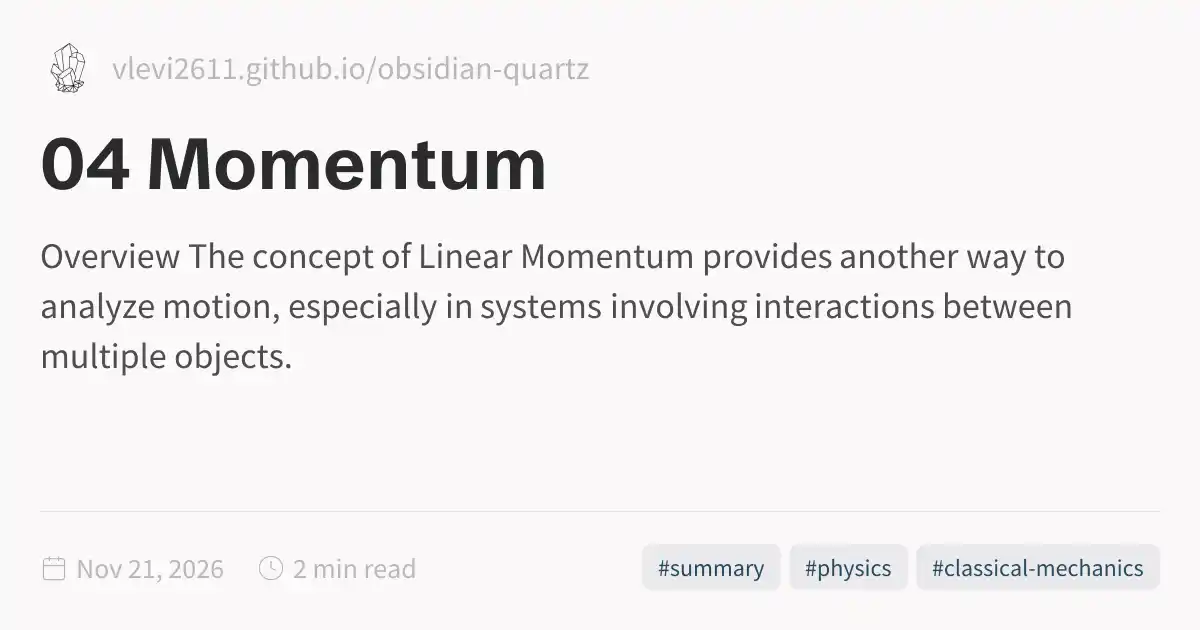 vlevi2611.github.io/obsidian-quartz
04 Momentum
Overview The concept of Linear Momentum provides another way to
analyze motion, especially in systems involving interactions between
multiple objects.
Nov 21, 2026 2 min read #summary #physics #classical-mechanics